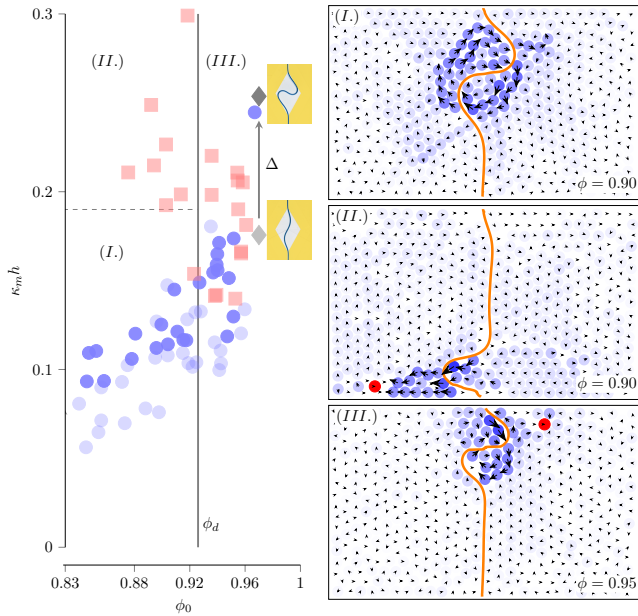 0.3
0.2
0.1
0
κₘh
(II.)
(III.)
(I.)
Δ
ϕ_d
0.83
0.88
0.92
0.96
1
ϕ₀
(I.)
ϕ = 0.90
(II.)
ϕ = 0.90
(III.)
ϕ = 0.95